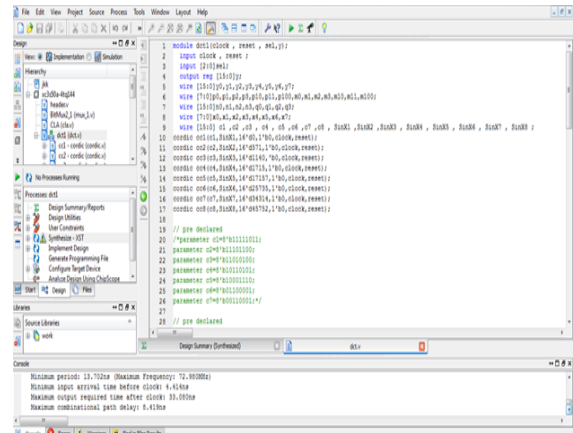 File Edit View Project Source Process Tools Window Layout Help
Design
View: Implementation Simulation
Hierarchy
jkk
xc3s50a-4tq144
header.v
BitMux2_1 (mux_1.v)
CLA (cla.v)
dct1 (dct.v)
cc1 - cordic (cordic.v)
cc2 - cordic (cordic.v)
No Processes Running
Processes: dct1
Design Summary/Reports
Design Utilities
User Constraints
Synthesize - XST
Implement Design
Generate Programming File
Configure Target Device
Analyze Design Using ChipScope
Start Design Files
Libraries
Source Libraries
work
1 module dct1(clock , reset , sel,y);
2 input clock , reset ;
3 input [2:0]sel;
4 output reg [15:0]y;
5 wire [15:0]y0,y1,y2,y3,y4,y5,y6,y7;
6 wire [7:0]p0,p1,p2,p3,p10,p11,p100,m0,m1,m2,m3,m10,m11,m100;
7 wire [15:0]n0,n1,n2,n3,q0,q1,q2,q3;
8 wire [7:0]x0,x1,x2,x3,x4,x5,x6,x7;
9 wire [15:0] c1 ,c2 ,c3 , c4 , c5 ,c6 ,c7 ,c8 , SinX1 ,SinX2 ,SinX3 , SinX4 , SinX5 , SinX6 , SinX7 , SinX8 ;
10 cordic cc1(c1,SinX1,16'd0,1'b0,clock,reset);
11 cordic cc2(c2,SinX2,16'd571,1'b0,clock,reset);
12 cordic cc3(c3,SinX3,16'd1140,1'b0,clock,reset);
13 cordic cc4(c4,SinX4,16'd1715,1'b0,clock,reset);
14 cordic cc5(c5,SinX5,16'd17157,1'b0,clock,reset);
15 cordic cc6(c6,SinX6,16'd25735,1'b0,clock,reset);
16 cordic cc7(c7,SinX7,16'd34314,1'b0,clock,reset);
17 cordic cc8(c8,SinX8,16'd45752,1'b0,clock,reset);
18
19 // pre declared
20 /*parameter c1=8'b11111011;
21 parameter c2=8'b11101100;
22 parameter c3=8'b11010100;
23 parameter c4=8'b10110101;
24 parameter c5=8'b10001110;
25 parameter c6=8'b01100001;
26 parameter c7=8'b00110001;*/
27
28 // pre declared
Design Summary (Synthesized) dct.v
Console
Minimum period: 13.702ns (Maximum Frequency: 72.980MHz)
Minimum input arrival time before clock: 4.414ns
Maximum output required time after clock: 33.080ns
Maximum combinational path delay: 8.419ns